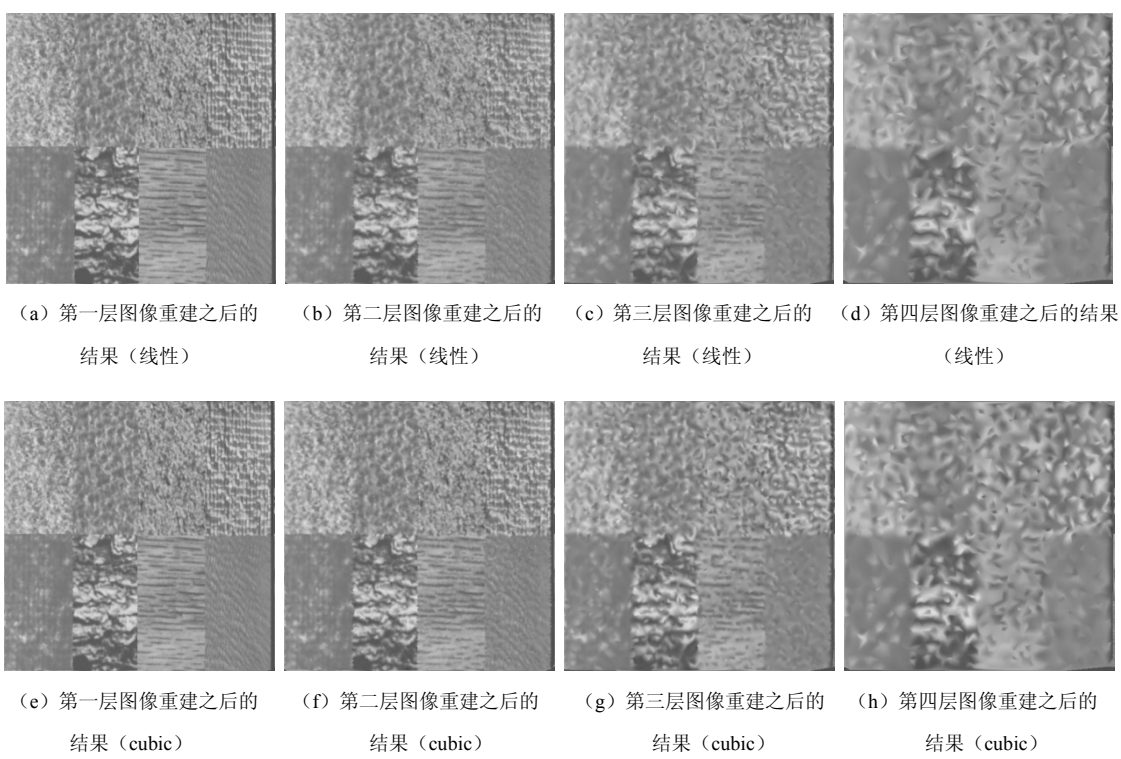 （a）第一层图像重建之后的
结果（线性）
（b）第二层图像重建之后的
结果（线性）
（c）第三层图像重建之后的
结果（线性）
（d）第四层图像重建之后的结果
（线性）
（e）第一层图像重建之后的
结果（cubic）
（f）第二层图像重建之后的
结果（cubic）
（g）第三层图像重建之后的
结果（cubic）
（h）第四层图像重建之后的
结果（cubic）